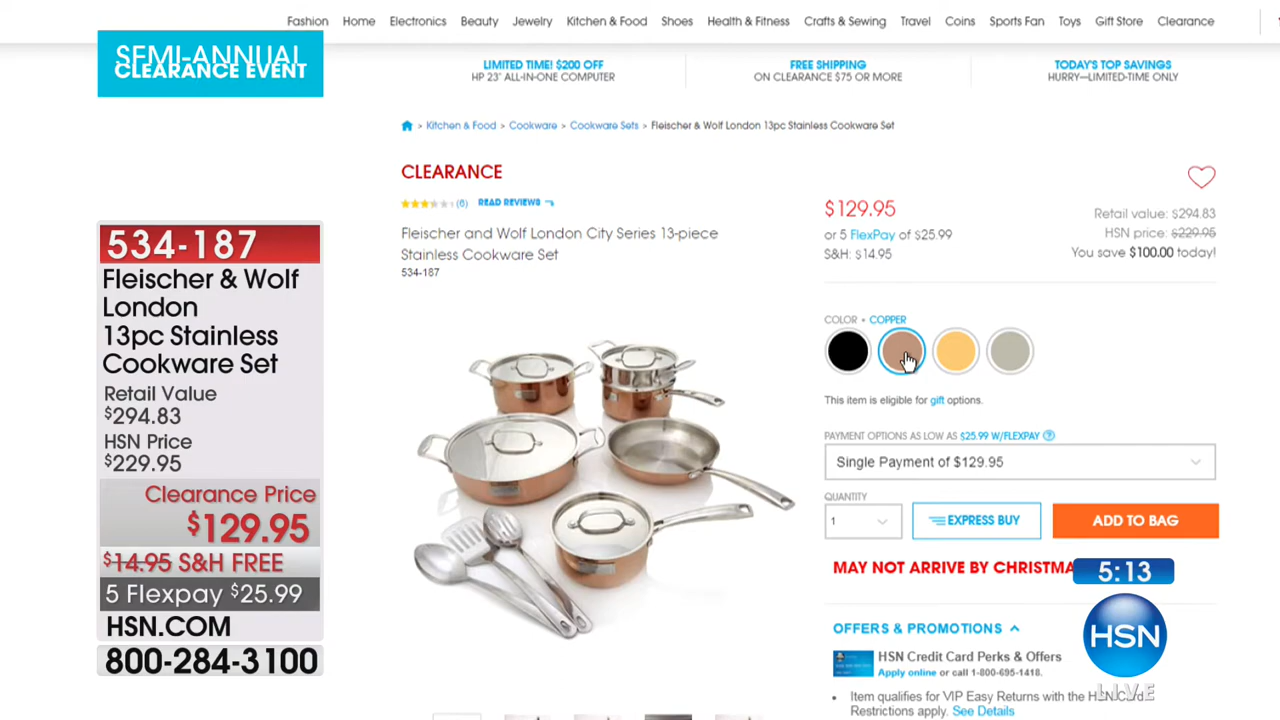 Fashion Home Electronics Beauty Jewelry Kitchen & Food Shoes Health & Fitness Crafts & Sewing Travel Coins Sports Fan Toys Gift Store Clearance
SEMI-ANNUAL
CLEARANCE EVENT
LIMITED TIME! $200 OFF
HP 23" ALL-IN-ONE COMPUTER
FREE SHIPPING
ON CLEARANCE $75 OR MORE
TODAY'S TOP SAVINGS
HURRY—LIMITED-TIME ONLY
> Kitchen & Food > Cookware > Cookware Sets > Fleischer & Wolf London 13pc Stainless Cookware Set
CLEARANCE
(6) READ REVIEWS
Fleischer and Wolf London City Series 13-piece
Stainless Cookware Set
534-187
$129.95
or 5 FlexPay of $25.99
S&H: $14.95
Retail value: $294.83
HSN price: $229.95
You save $100.00 today!
COLOR • COPPER
This item is eligible for gift options.
PAYMENT OPTIONS AS LOW AS $25.99 W/FLEXPAY ?
Single Payment of $129.95
QUANTITY
1
EXPRESS BUY
ADD TO BAG
MAY NOT ARRIVE BY CHRISTMA
OFFERS & PROMOTIONS
HSN Credit Card Perks & Offers
Apply online or call 1-800-695-1418.
• Item qualifies for VIP Easy Returns with the HSN Card
Restrictions apply. See Details
534-187
Fleischer & Wolf
London
13pc Stainless
Cookware Set
Retail Value
$294.83
HSN Price
$229.95
Clearance Price
$129.95
$14.95 S&H FREE
5 Flexpay $25.99
HSN.COM
800-284-3100
5:13
HSN
LIVE